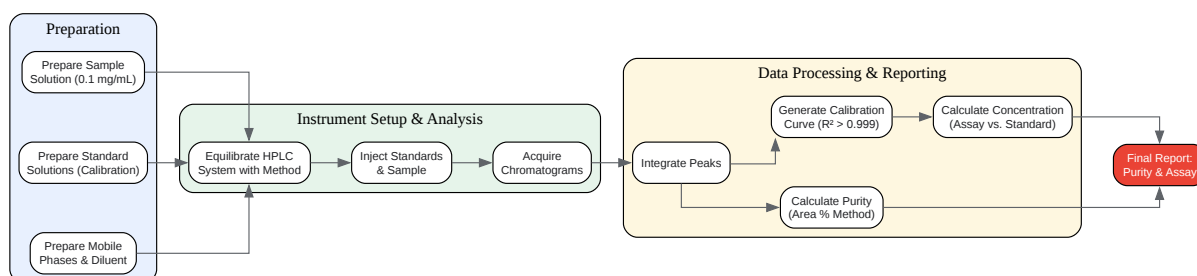 Preparation
Prepare Sample
Solution (0.1 mg/mL)
Prepare Standard
Solutions (Calibration)
Prepare Mobile
Phases & Diluent
Instrument Setup & Analysis
Equilibrate HPLC
System with Method
Inject Standards
& Sample
Acquire
Chromatograms
Data Processing & Reporting
Integrate Peaks
Generate Calibration
Curve (R² > 0.999)
Calculate Concentration
(Assay vs. Standard)
Calculate Purity
(Area % Method)
Final Report:
Purity & Assay